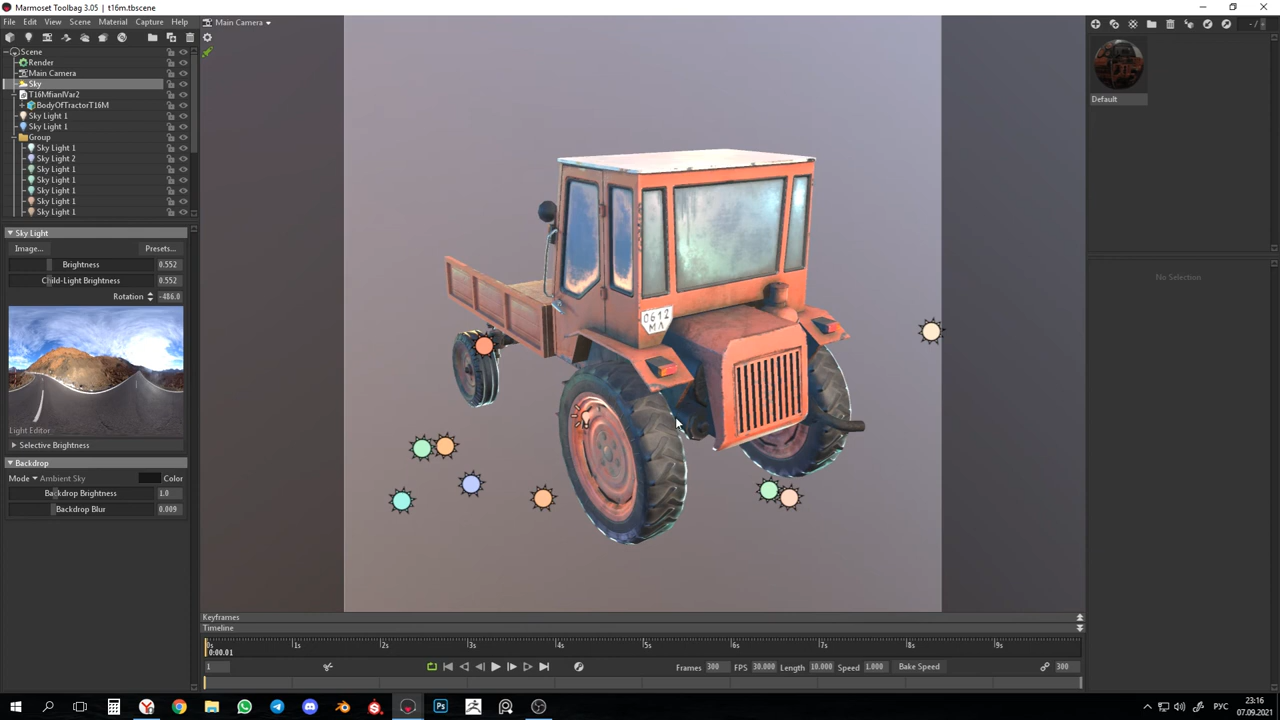 Marmoset Toolbag 3.05 | t16m.tbscene
File Edit View Scene Material Capture Help
Main Camera
Scene
Render
Main Camera
Sky
T16MfianlVar2
BodyOfTractorT16M
Sky Light 1
Sky Light 1
Group
Sky Light 1
Sky Light 2
Sky Light 1
Sky Light 1
Sky Light 1
Sky Light 1
Sky Light 1
Sky Light
Image... Presets...
Brightness 0.552
Child-Light Brightness 0.552
Rotation -486.0
Light Editor
Selective Brightness
Backdrop
Mode Ambient Sky Color
Backdrop Brightness 1.0
Backdrop Blur 0.009
0612
МЛ
- /
Default
No Selection
Keyframes
Timeline
0s 1s 2s 3s 4s 5s 6s 7s 8s 9s
0:00.01
1 Frames 300 FPS 30.000 Length 10.000 Speed 1.000 Bake Speed 300
РУС
23:16
07.09.2021